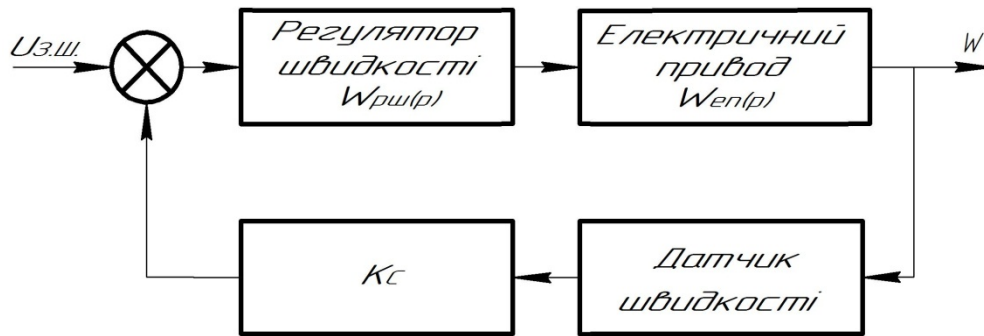 Uз.ш.
Регулятор
швидкості
Wрш(р)
Електричний
привод
Wеп(р)
W
Kс
Датчик
швидкості